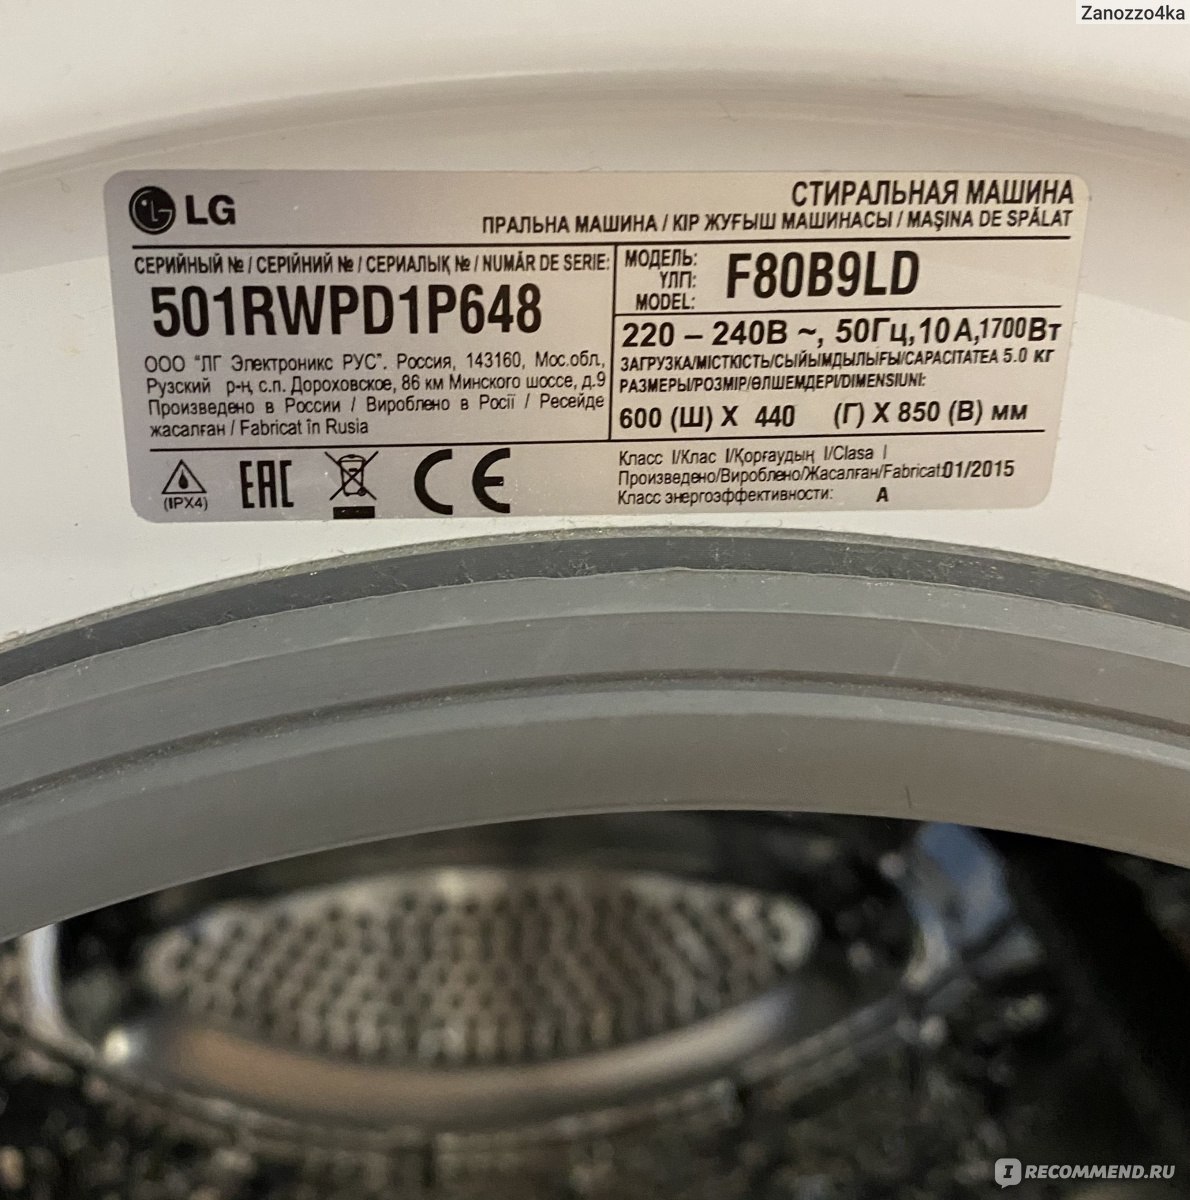 Zanozzo4ka
LG
СТИРАЛЬНАЯ МАШИНА
ПРАЛЬНА МАШИНА / КІР ЖУҒЫШ МАШИНАСЫ / MAŞINA DE SPĂLAT
СЕРИЙНЫЙ № / СЕРІЙНИЙ № / СЕРИАЛЫҚ № / NUMĂR DE SERIE:
501RWPD1P648
ООО "ЛГ Электроникс РУС". Россия, 143160, Мос.обл.,
Рузский р-н, с.п. Дороховское, 86 км Минского шоссе, д.9
Произведено в России / Вироблено в Росії / Ресейде
жасалған / Fabricat în Rusia
МОДЕЛЬ:
ҮЛГІ:
MODEL:
F80B9LD
220 – 240В ~, 50Гц, 10 А, 1700Вт
ЗАГРУЗКА/МІСТКІСТЬ/СЫЙЫМДЫЛЫҒЫ/CAPACITATEA 5.0 КГ
РАЗМЕРЫ/РОЗМІР/ӨЛШЕМДЕРІ/DIMENSIUNI:
600 (Ш) X 440 (Г) X 850 (В) мм
(IPX4)
EAC
CE
Класс I/Клас I/Қорғаудың I/Clasa I
Произведено/Вироблено/Жасалған/Fabricat:01/2015
Класс энергоэффективности: A
IRECOMMEND.RU